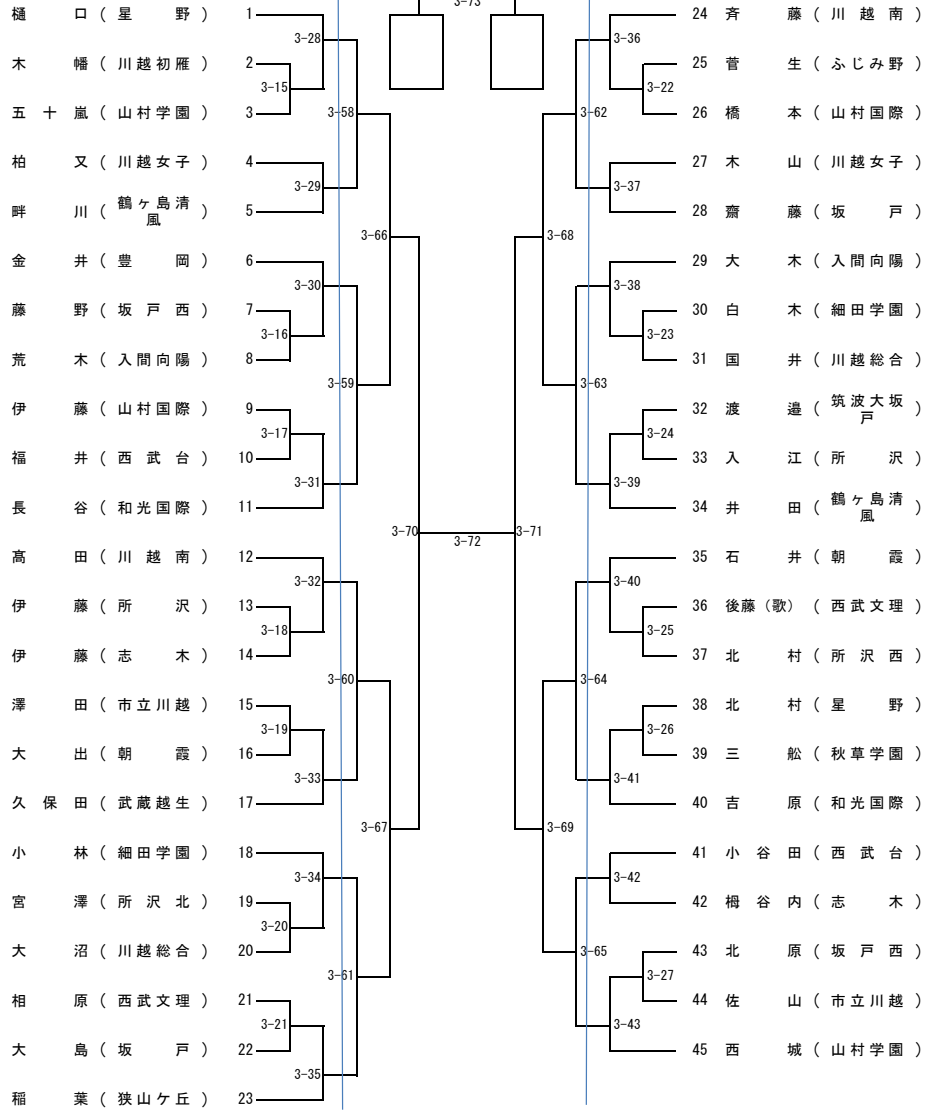 3-73
樋口（星野） 1
木幡（川越初雁） 2
五十嵐（山村学園） 3
柏又（川越女子） 4
畔川（鶴ヶ島清風） 5
金井（豊岡） 6
藤野（坂戸西） 7
荒木（入間向陽） 8
伊藤（山村国際） 9
福井（西武台） 10
長谷（和光国際） 11
髙田（川越南） 12
伊藤（所沢） 13
伊藤（志木） 14
澤田（市立川越） 15
大出（朝霞） 16
久保田（武蔵越生） 17
小林（細田学園） 18
宮澤（所沢北） 19
大沼（川越総合） 20
相原（西武文理） 21
大島（坂戸） 22
稲葉（狭山ケ丘） 23
3-15
3-16
3-17
3-18
3-19
3-20
3-21
3-28
3-29
3-30
3-31
3-32
3-33
3-34
3-35
3-58
3-59
3-60
3-61
3-66
3-67
3-70
3-72
3-71
3-68
3-69
3-62
3-63
3-64
3-65
3-36
3-37
3-38
3-39
3-40
3-41
3-42
3-43
3-22
3-23
3-24
3-25
3-26
3-27
24 斉藤（川越南）
25 菅生（ふじみ野）
26 橋本（山村国際）
27 木山（川越女子）
28 齋藤（坂戸）
29 大木（入間向陽）
30 白木（細田学園）
31 国井（川越総合）
32 渡邉（筑波大坂戸）
33 入江（所沢）
34 井田（鶴ヶ島清風）
35 石井（朝霞）
36 後藤（歌）（西武文理）
37 北村（所沢西）
38 北村（星野）
39 三舩（秋草学園）
40 吉原（和光国際）
41 小谷田（西武台）
42 栂谷内（志木）
43 北原（坂戸西）
44 佐山（市立川越）
45 西城（山村学園）